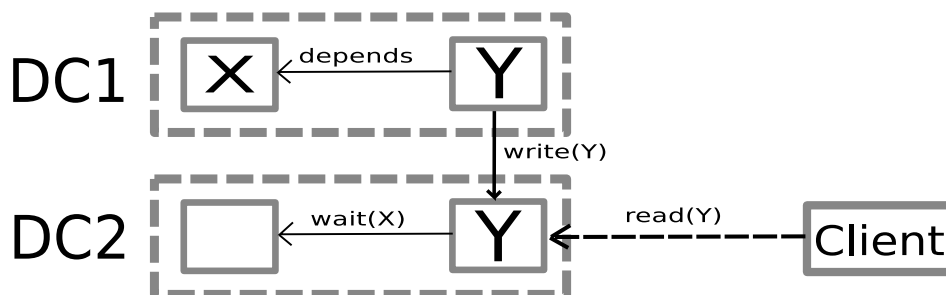 DC1
X
depends
Y
write(Y)
DC2
wait(X)
Y
read(Y)
Client